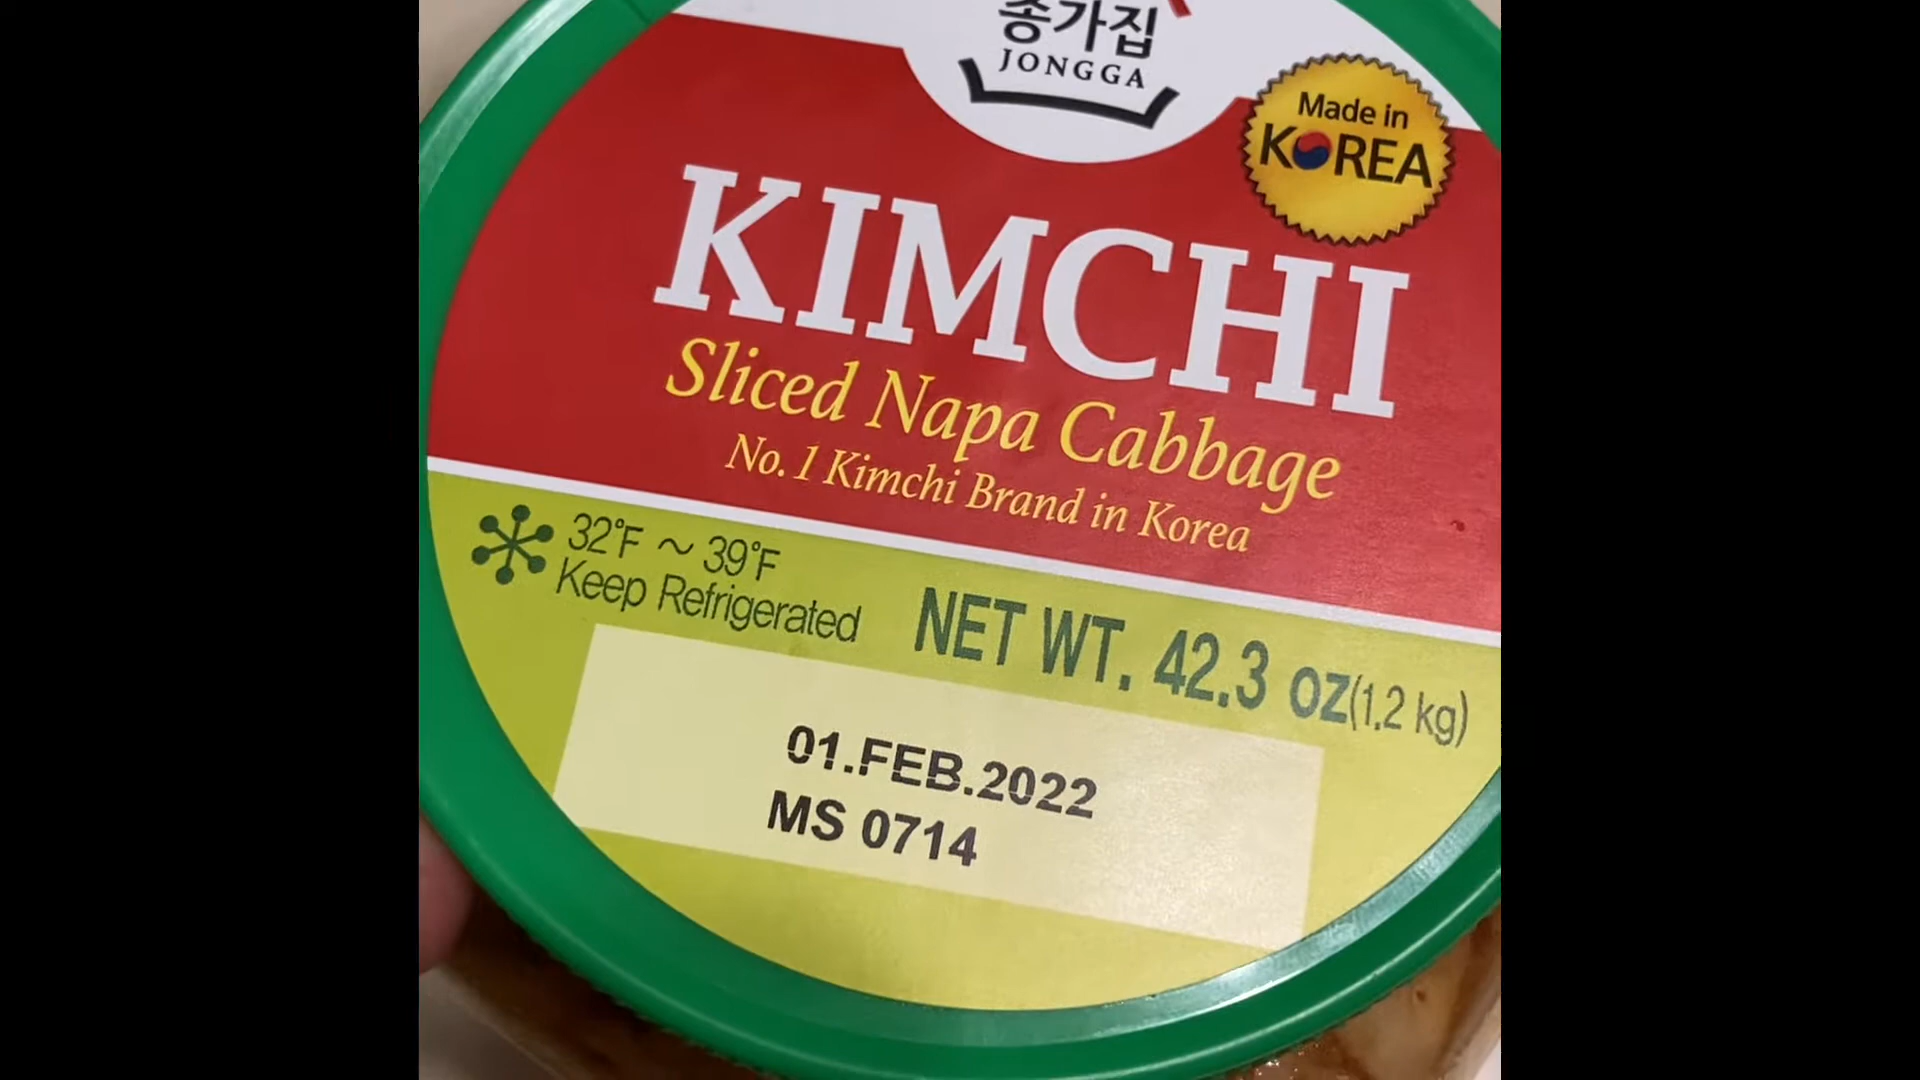 종가집
JONGGA
Made in
KOREA
KIMCHI
Sliced Napa Cabbage
No. 1 Kimchi Brand in Korea
32°F ~ 39°F
Keep Refrigerated
NET WT. 42.3 oz(1.2 kg)
01.FEB.2022
MS 0714